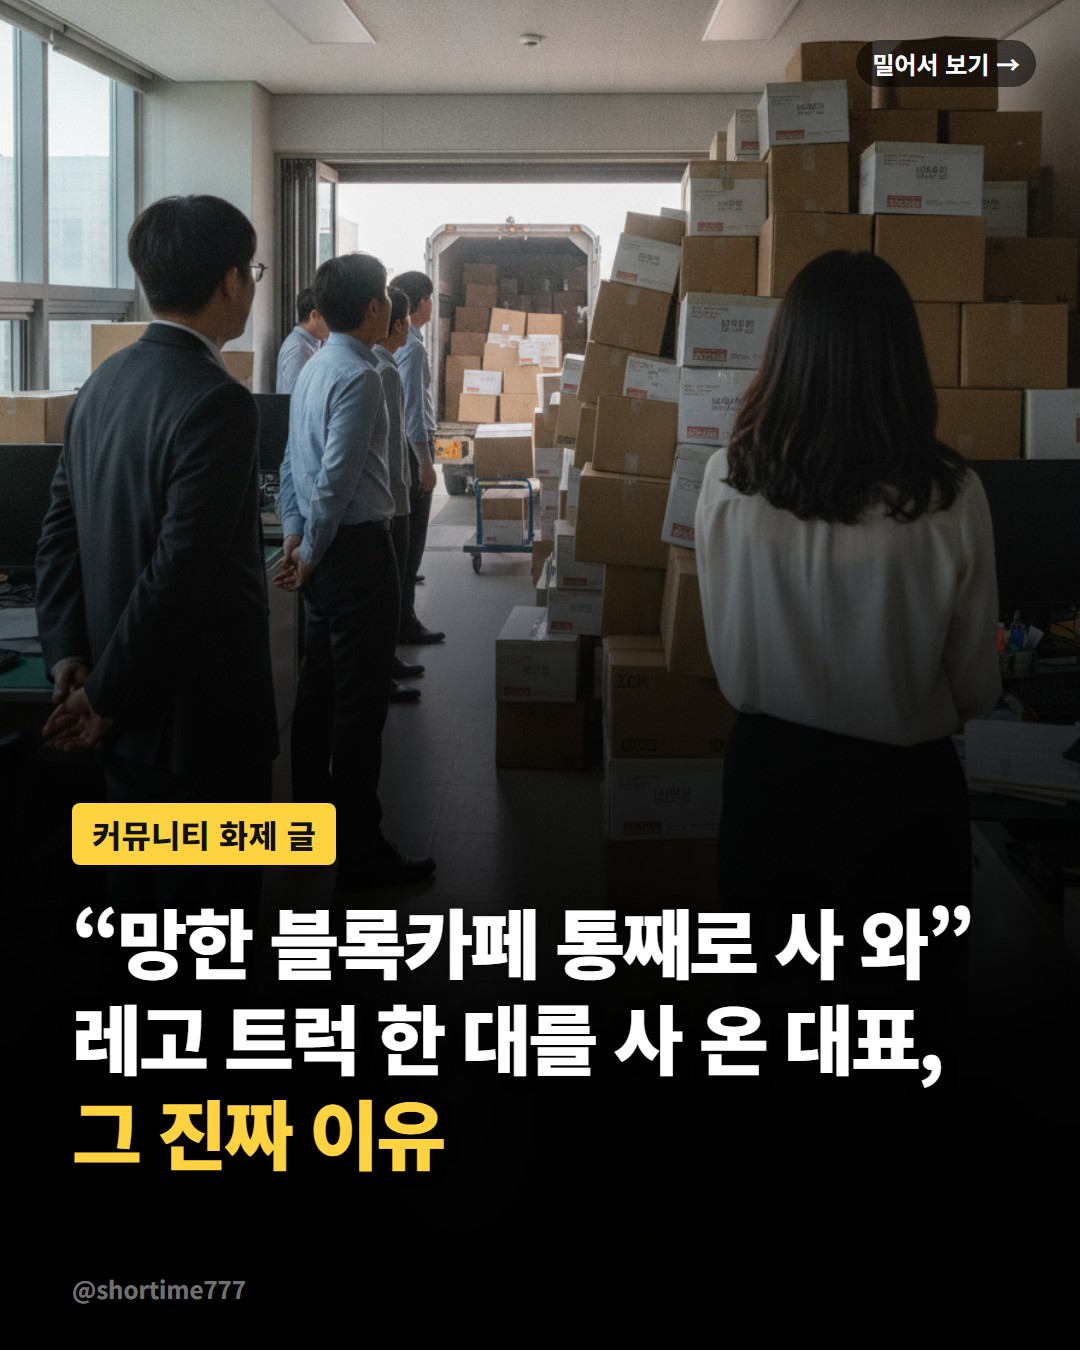 밀어서 보기 →
커뮤니티 화제 글
“망한 블록카페 통째로 사 와”
레고 트럭 한 대를 사 온 대표,
그 진짜 이유
@shortime777